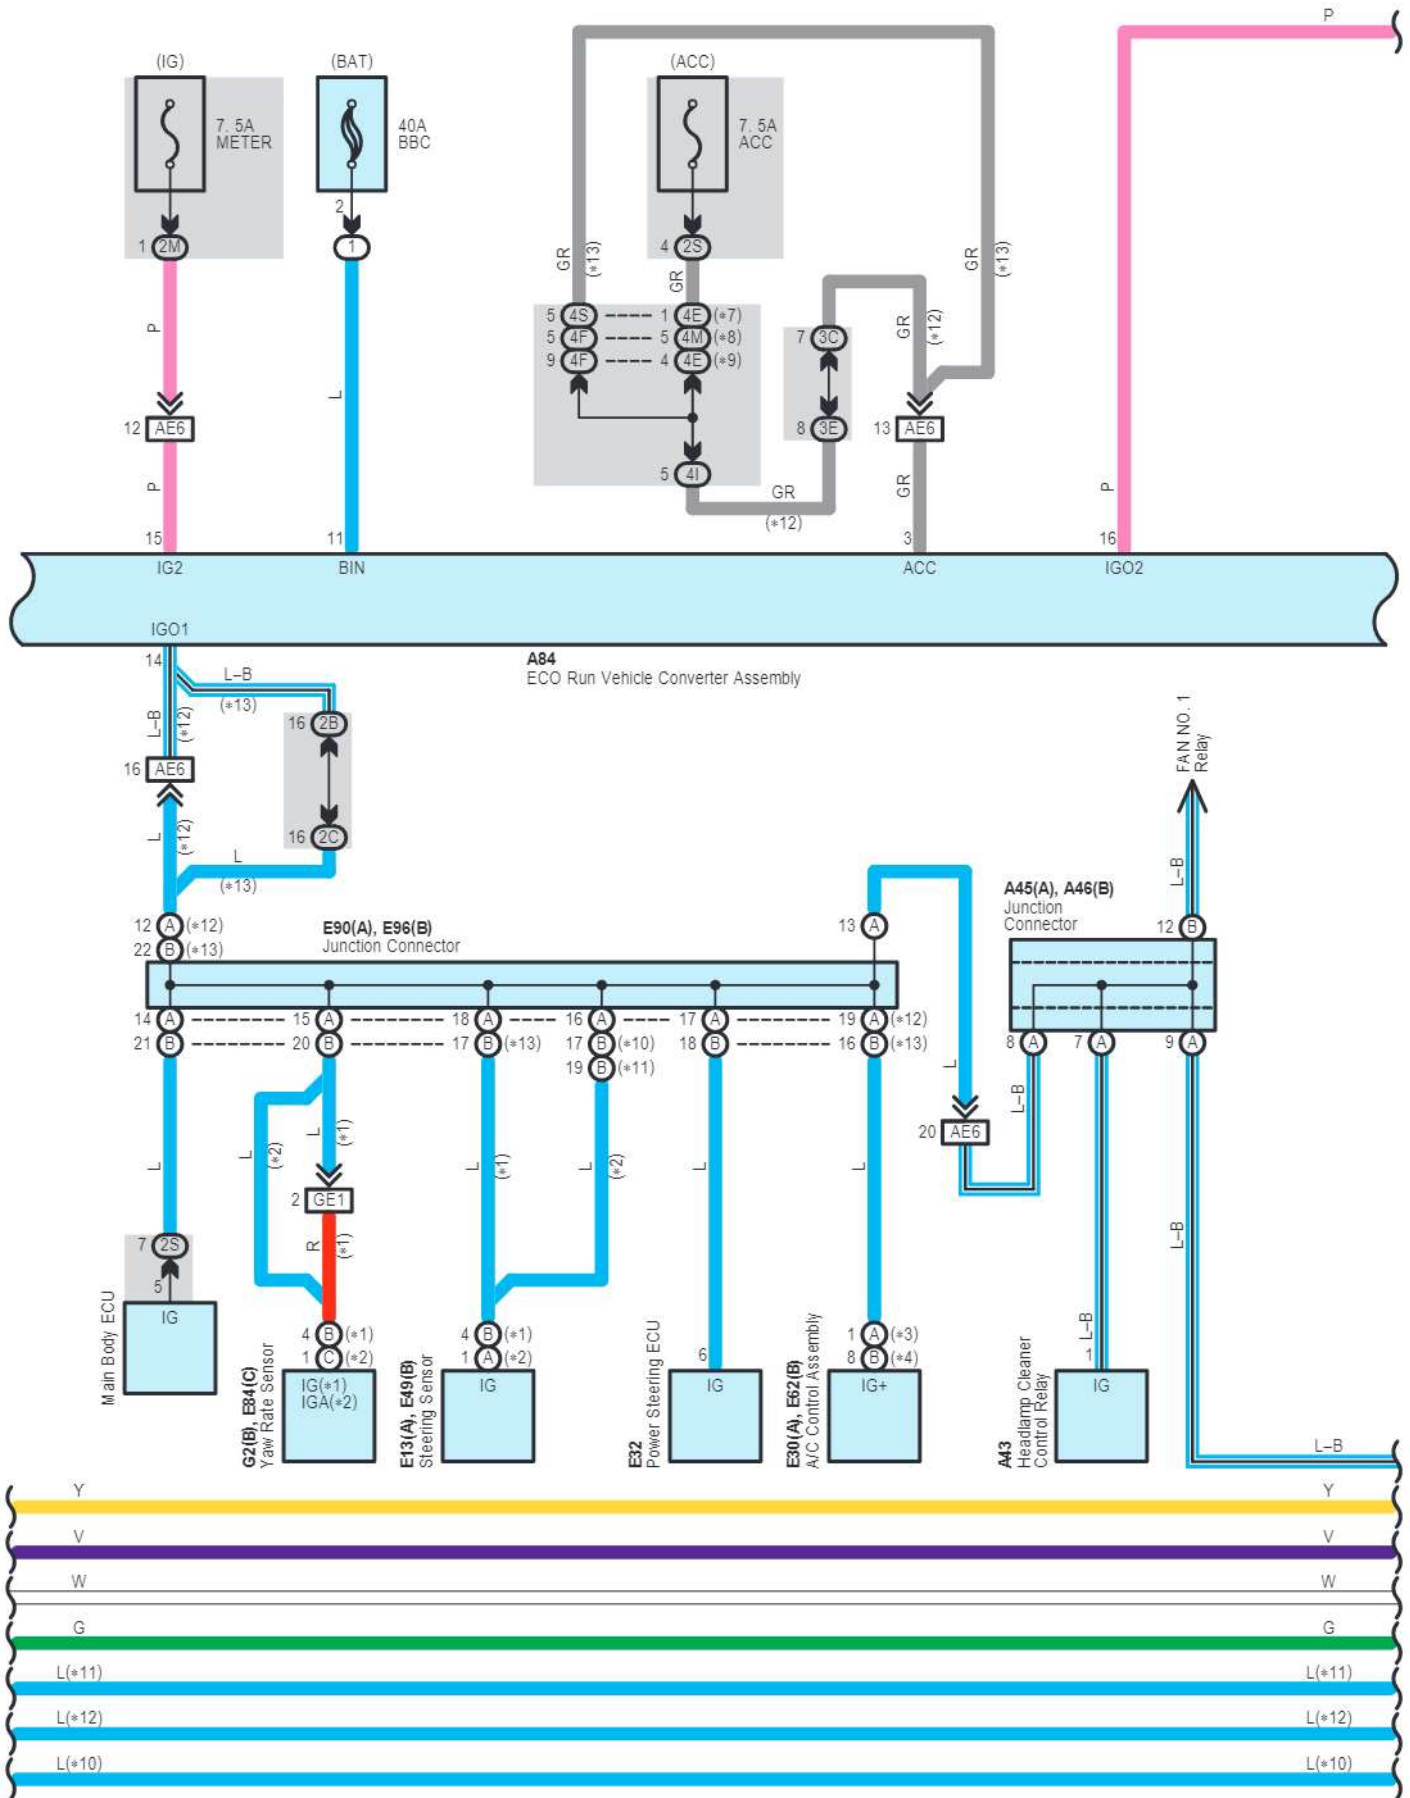 P
(IG)
(BAT)
(ACC)
7. 5A
METER
40A
BBC
7. 5A
ACC
2
1 2M
1
4 2S
GR
(*13)
GR
GR
(*13)
5 4S 1 4E (*7)
5 4F 5 4M (*8)
9 4F 4 4E (*9)
7 3C
GR
(*12)
P
L
12 AE6
8 3E
13 AE6
5 4I
GR
(*12)
P
GR
P
15
11
3
16
IG2
BIN
ACC
IGO2
IGO1
14
A84
ECO Run Vehicle Converter Assembly
L–B
(*13)
L–B
(*12)
16 2B
16 AE6
FAN NO. 1
Relay
L
(*12)
16 2C
L
(*13)
L–B
A45(A), A46(B)
Junction
Connector
12 A (*12)
22 B (*13)
E90(A), E96(B)
Junction Connector
13 A
12 B
14 A 15 A 18 A 16 A 17 A 19 A (*12)
21 B 20 B 17 B (*13) 17 B (*10) 18 B 16 B (*13)
19 B (*11)
8 A 7 A 9 A
L
L–B
20 AE6
L
L
(*2)
L
(*1)
L
(*1)
L
(*2)
L
L
2 GE1
R
(*1)
L–B
7 2S
5
IG
Main Body ECU
4 B (*1)
1 C (*2)
IG(*1)
IGA(*2)
G2(B), E84(C)
Yaw Rate Sensor
4 B (*1)
1 A (*2)
IG
E13(A), E49(B)
Steering Sensor
6
IG
E32
Power Steering ECU
1 A (*3)
8 B (*4)
IG+
E30(A), E62(B)
A/C Control Assembly
L–B
1
IG
A43
Headlamp Cleaner
Control Relay
L–B
Y Y
V V
W W
G G
L(*11) L(*11)
L(*12) L(*12)
L(*10) L(*10)